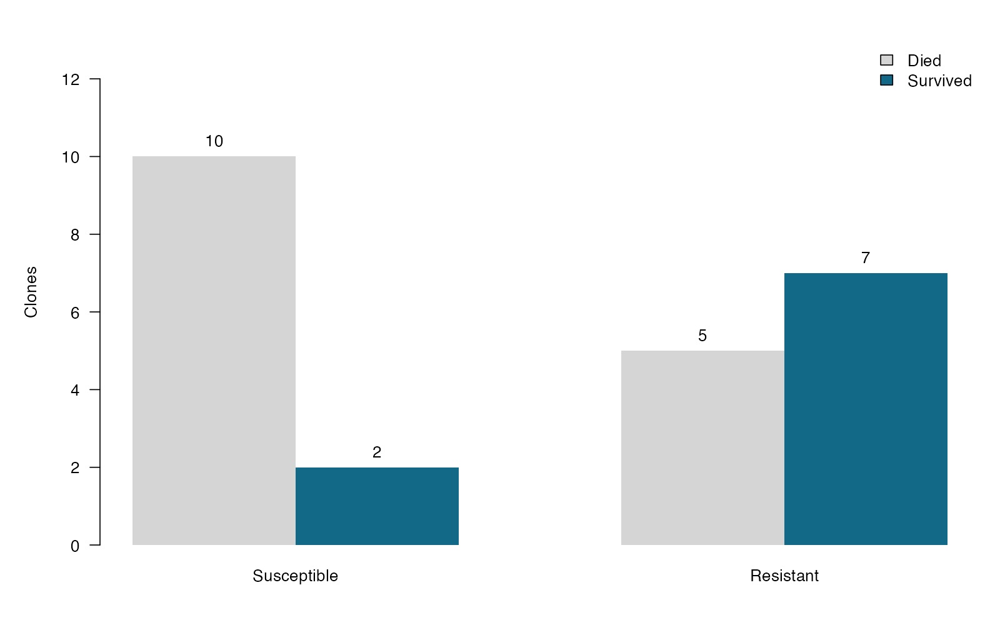 Died
Survived
Clones
12
10
8
6
4
2
0
10
2
5
7
Susceptible
Resistant